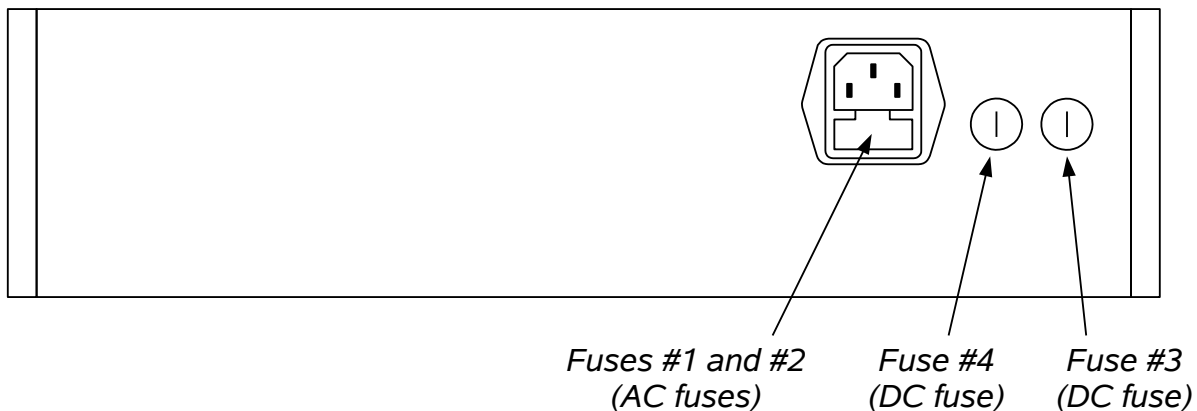 Fuses #1 and #2
(AC fuses)
Fuse #4
(DC fuse)
Fuse #3
(DC fuse)